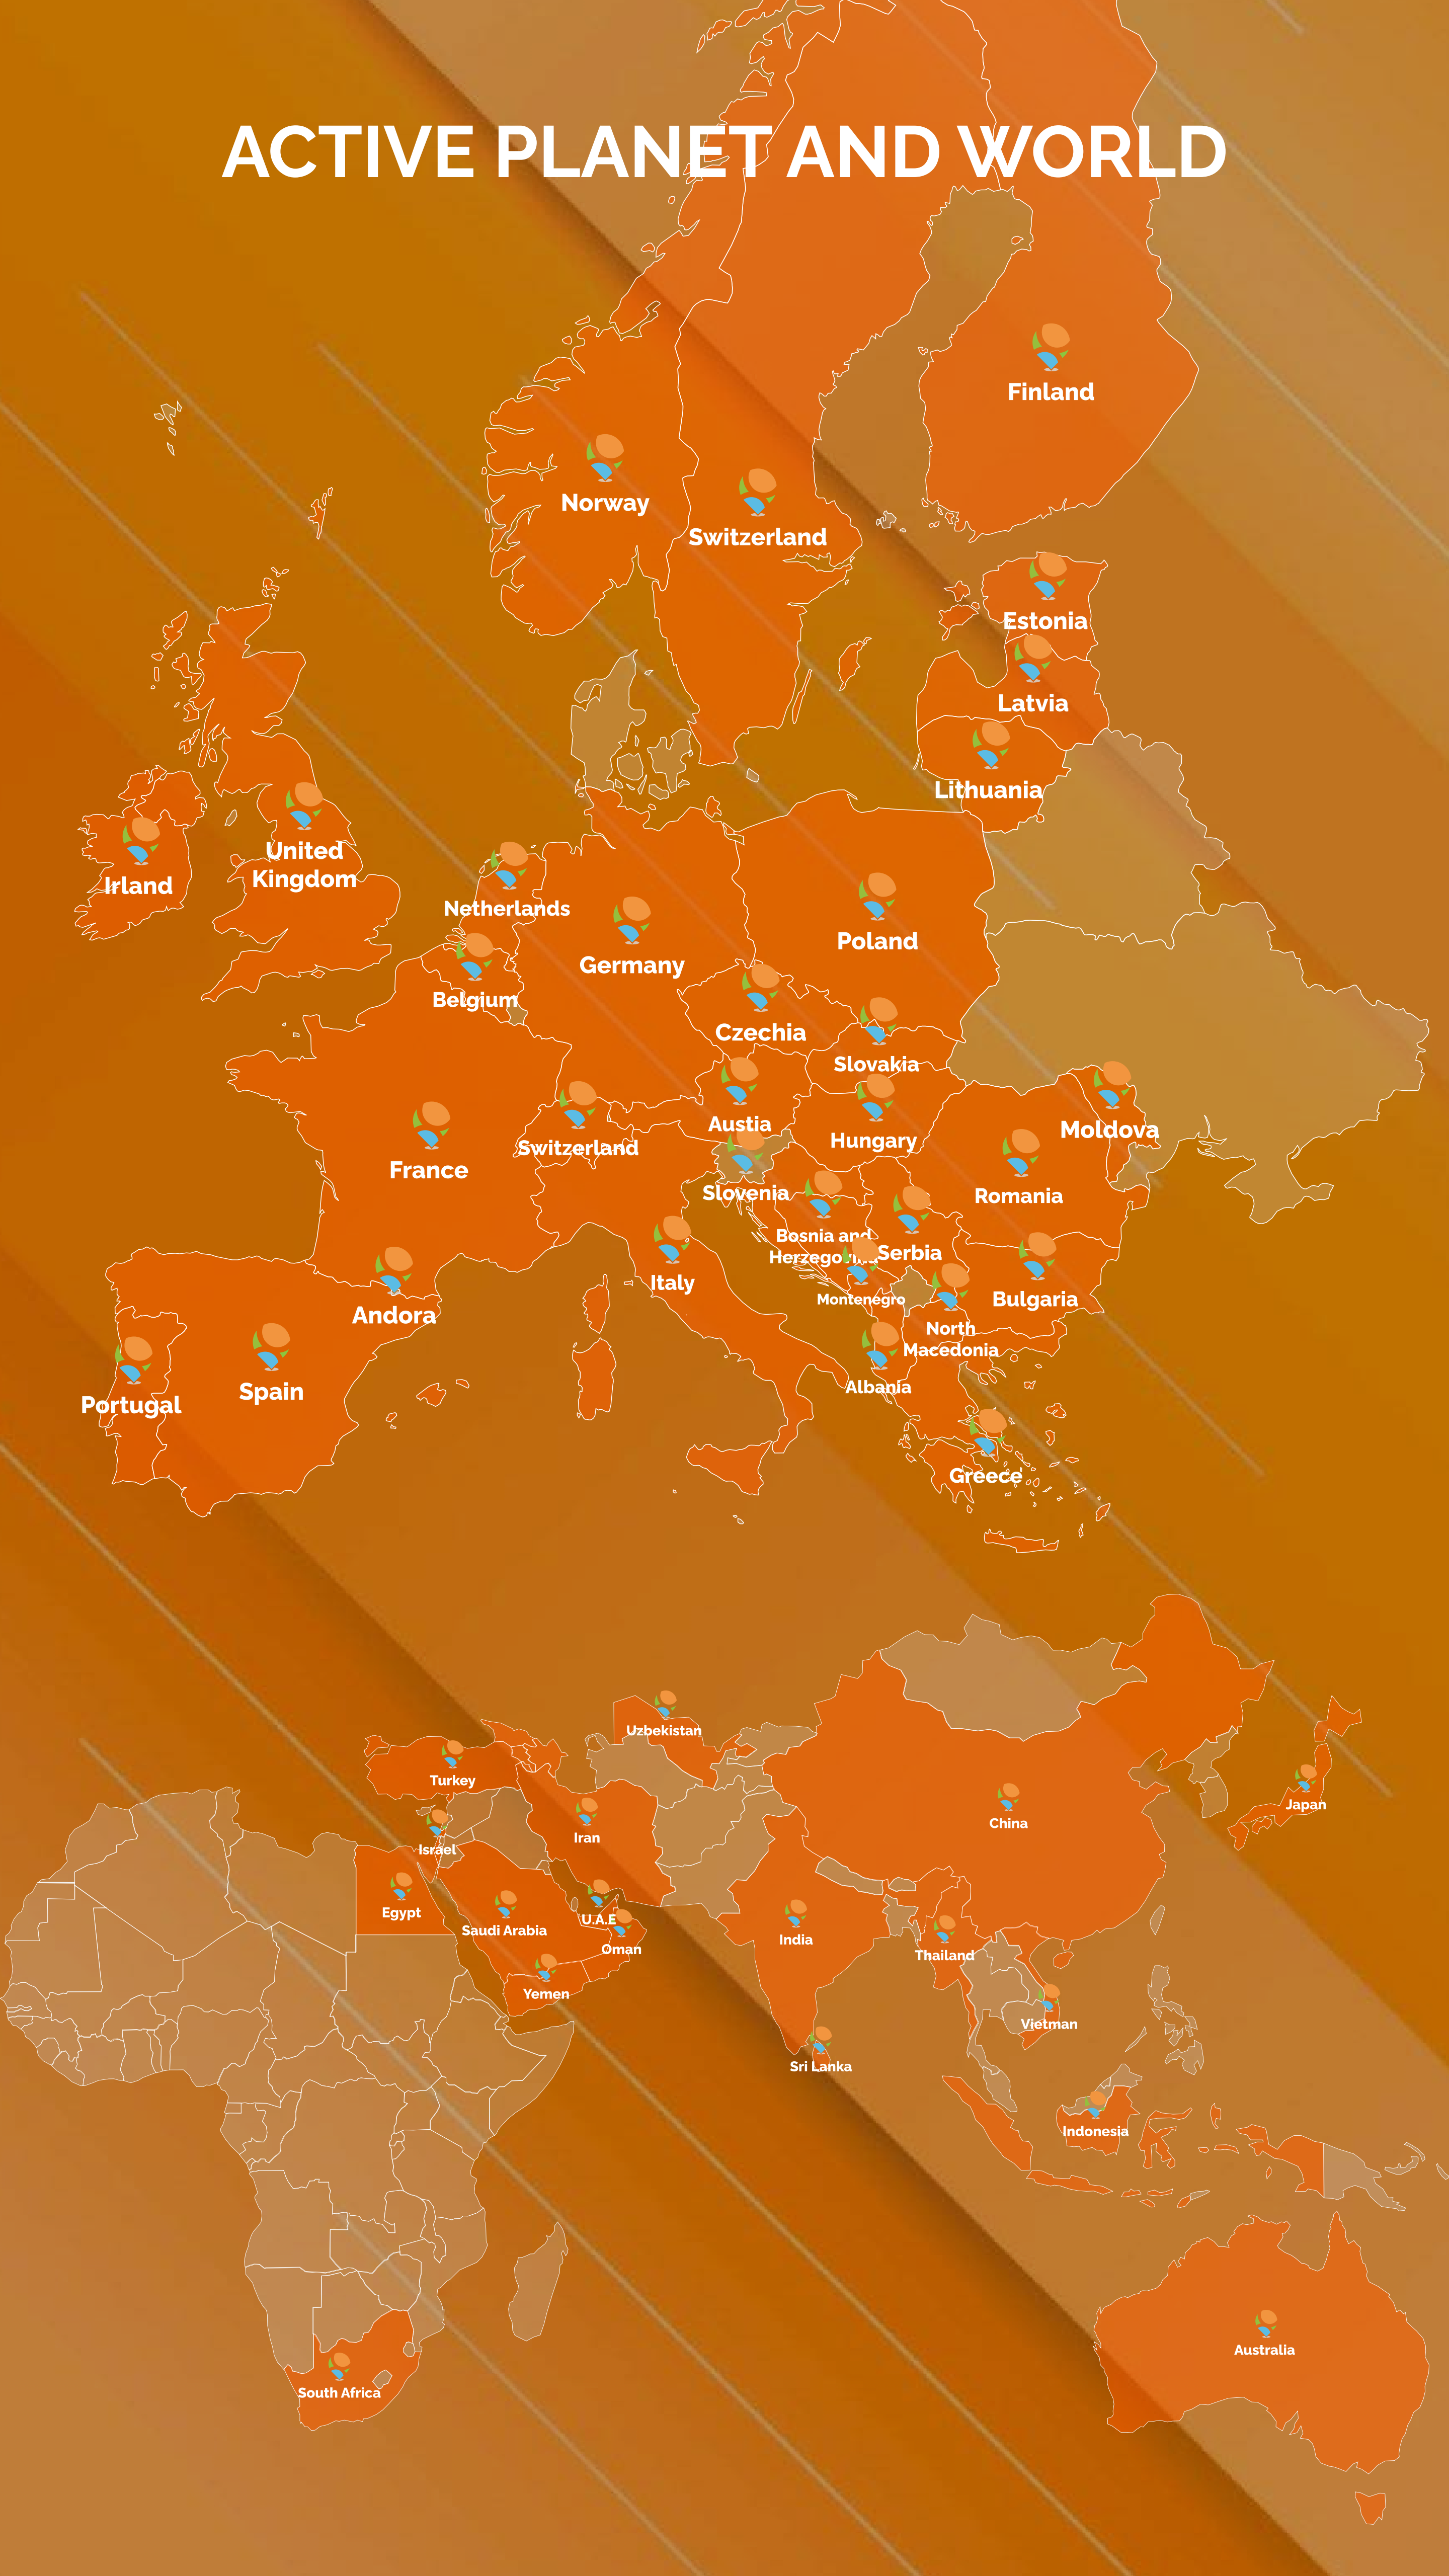 ACTIVE PLANET AND WORLD
Finland
Norway
Switzerland
Estonia
Latvia
Lithuania
United
Kingdom
Irland
Netherlands
Poland
Germany
Belgium
Czechia
Slovakia
Austia
Moldova
Hungary
Switzerland
France
Slovenia
Romania
Bosnia and
Serbia
Italy
Montenegro
Bulgaria
Andora
North
Macedonia
Albania
Spain
Portugal
Greece
Uzbekistan
Turkey
Japan
China
Iran
Israel
Egypt
U.A.E
Saudi Arabia
India
Oman
Thailand
Yemen
Vietman
Sri Lanka
Indonesia
Australia
South Africa